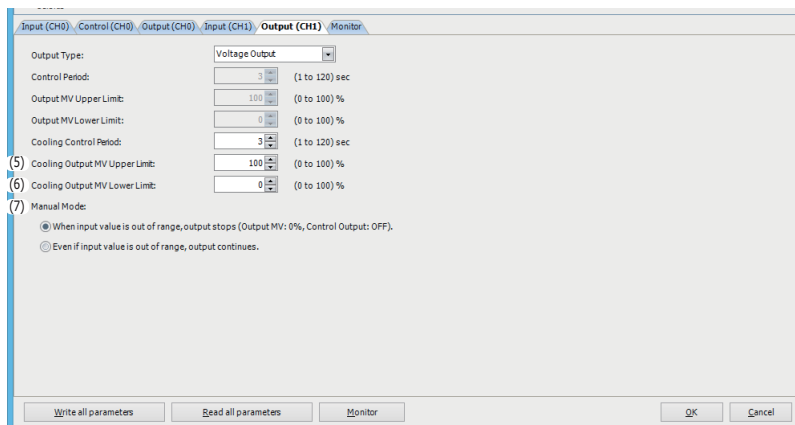 Input (CH0) Control (CH0) Output (CH0) Input (CH1) Output (CH1) Monitor
Output Type: Voltage Output
Control Period: 3 (1 to 120) sec
Output MV Upper Limit: 100 (0 to 100) %
Output MV Lower Limit: 0 (0 to 100) %
Cooling Control Period: 3 (1 to 120) sec
(5) Cooling Output MV Upper Limit: 100 (0 to 100) %
(6) Cooling Output MV Lower Limit: 0 (0 to 100) %
(7) Manual Mode:
When input value is out of range, output stops (Output MV: 0%, Control Output: OFF).
Even if input value is out of range, output continues.
Write all parameters Read all parameters Monitor OK Cancel